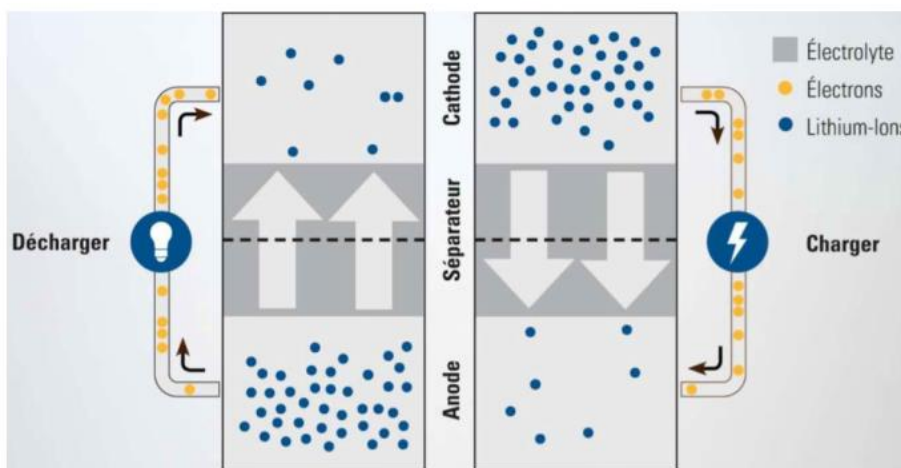 Cathode
Électrolyte
Électrons
Lithium-Ions
Décharger
Séparateur
Charger
Anode